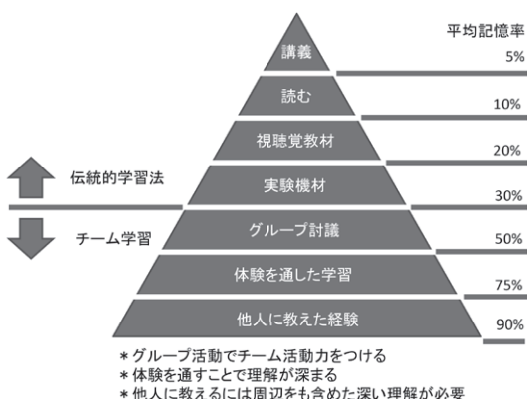 平均記憶率
講義
5%
読む
10%
視聴覚教材
20%
伝統的学習法
実験機材
30%
チーム学習
グループ討議
50%
体験を通した学習
75%
他人に教えた経験
90%
＊グループ活動でチーム活動力をつける
＊体験を通すことで理解が深まる
＊他人に教えるには周辺をも含めた深い理解が必要